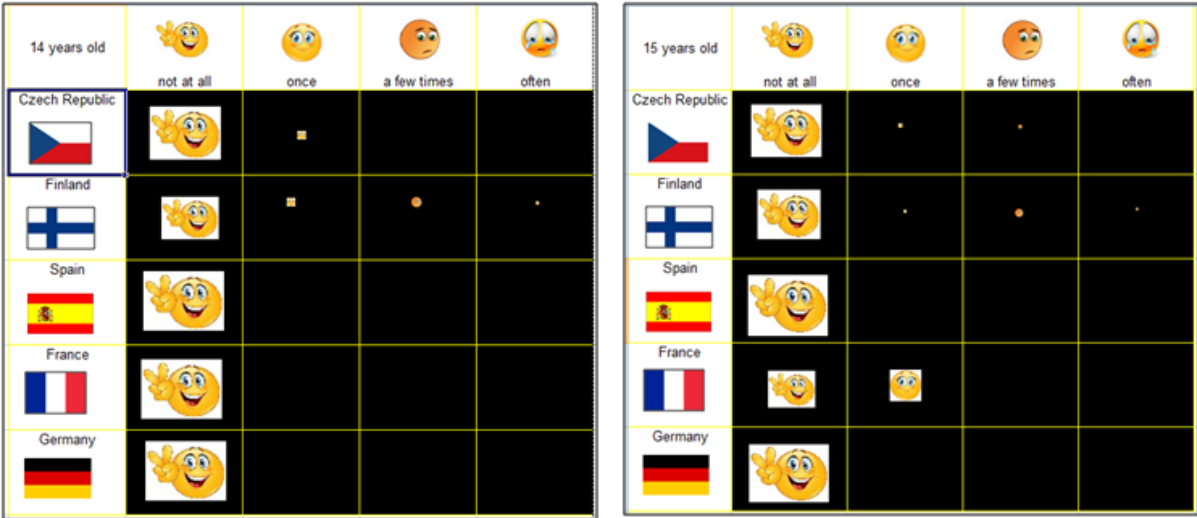 14 years old
not at all
once
a few times
often
Czech Republic
Finland
Spain
France
Germany
15 years old
not at all
once
a few times
often
Czech Republic
Finland
Spain
France
Germany